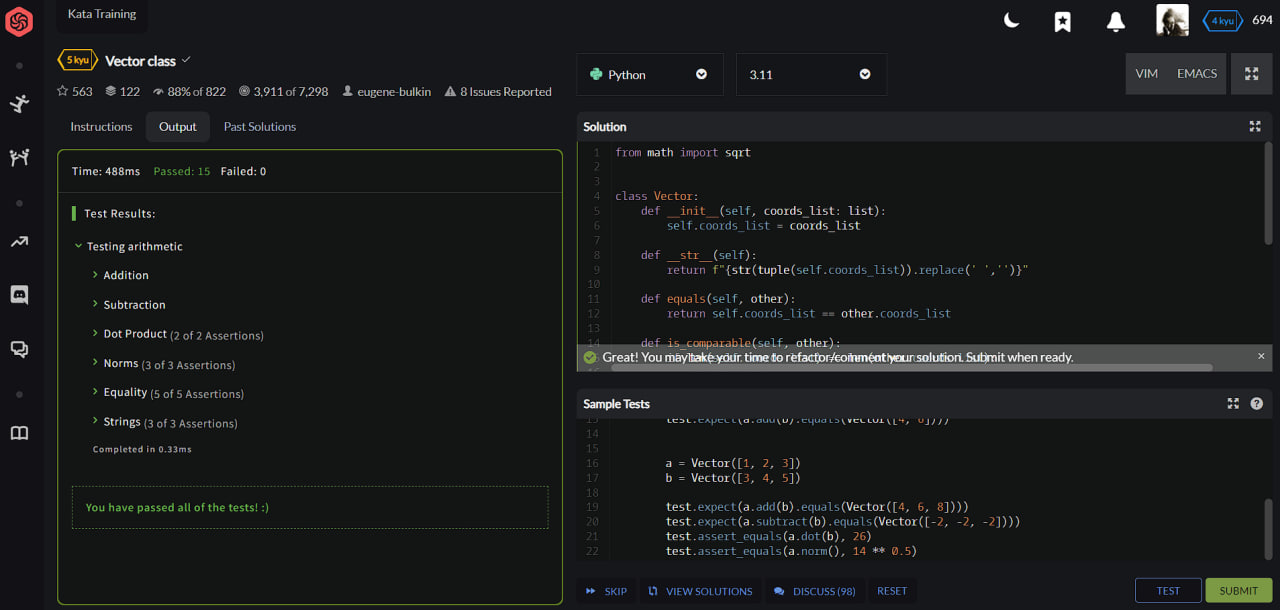 Kata Training
4 kyu 694
5 kyu Vector class
563 122 88% of 822 3,911 of 7,298 eugene-bulkin 8 Issues Reported
Instructions Output Past Solutions
Time: 488ms Passed: 15 Failed: 0
Test Results:
Testing arithmetic
Addition
Subtraction
Dot Product (2 of 2 Assertions)
Norms (3 of 3 Assertions)
Equality (5 of 5 Assertions)
Strings (3 of 3 Assertions)
Completed in 0.33ms
You have passed all of the tests! :)
Python 3.11 VIM EMACS
Solution
1 from math import sqrt
2
3
4 class Vector:
5 def __init__(self, coords_list: list):
6 self.coords_list = coords_list
7
8 def __str__(self):
9 return f"{str(tuple(self.coords_list)).replace(' ','')}"
10
11 def equals(self, other):
12 return self.coords_list == other.coords_list
13
14 def is_comparable(self, other):
Great! You may take your time to refactor/comment your solution. Submit when ready.
Sample Tests
13 test.expect(a.add(b).equals(Vector([4, 6])))
14
15
16 a = Vector([1, 2, 3])
17 b = Vector([3, 4, 5])
18
19 test.expect(a.add(b).equals(Vector([4, 6, 8])))
20 test.expect(a.subtract(b).equals(Vector([-2, -2, -2])))
21 test.assert_equals(a.dot(b), 26)
22 test.assert_equals(a.norm(), 14 ** 0.5)
SKIP VIEW SOLUTIONS DISCUSS (98) RESET TEST SUBMIT